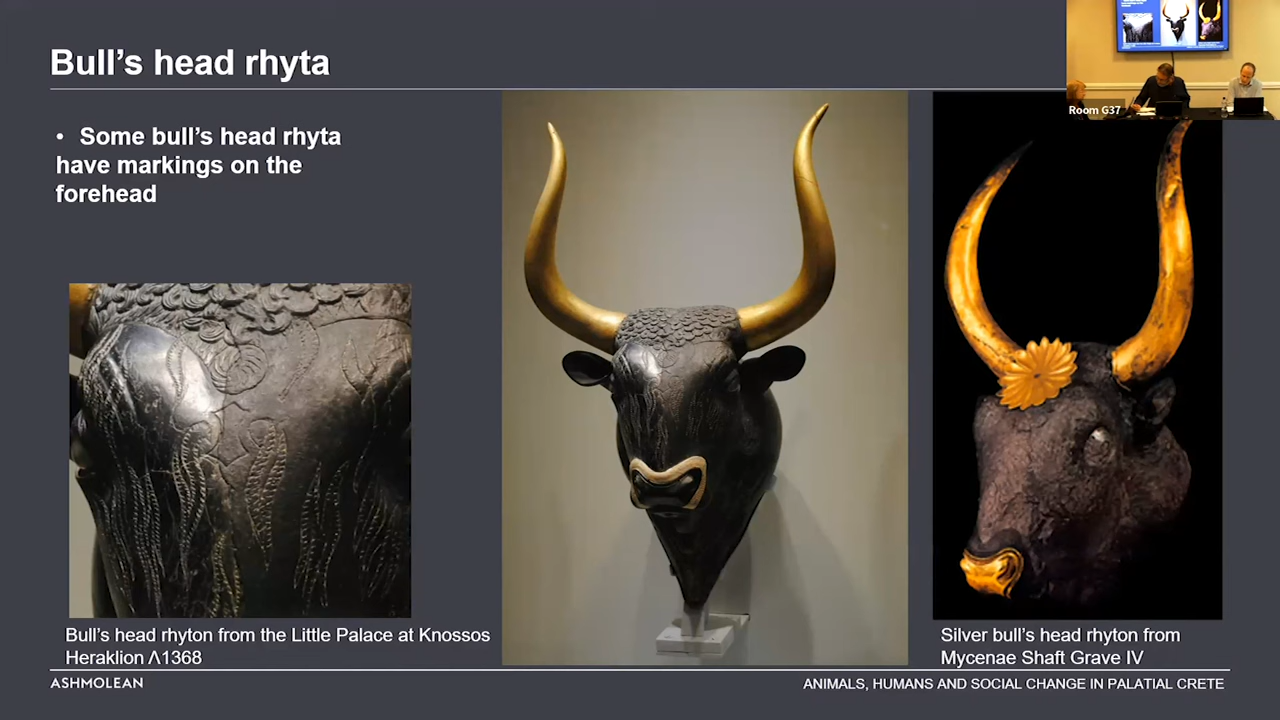 Bull’s head rhyta
• Some bull’s head rhyta
have markings on the
forehead
Room G37
Bull’s head rhyton from the Little Palace at Knossos
Heraklion Λ1368
Silver bull’s head rhyton from
Mycenae Shaft Grave IV
ASHMOLEAN
ANIMALS, HUMANS AND SOCIAL CHANGE IN PALATIAL CRETE